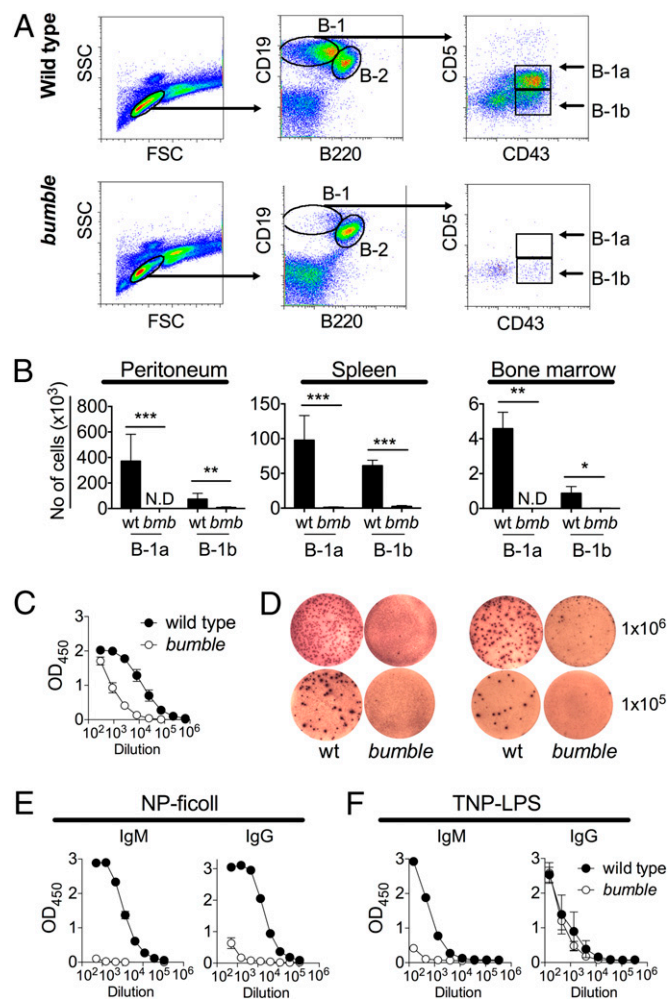 A
Wild type
SSC
FSC
CD19
B-1
B-2
B220
CD5
B-1a
B-1b
CD43
bumble
SSC
FSC
CD19
B-1
B-2
B220
CD5
B-1a
B-1b
CD43
B
Peritoneum Spleen Bone marrow
No of cells (x10³)
800
600
400
200
0
***
N.D
**
wt bmb wt bmb
B-1a B-1b
150
100
50
0
***
***
wt bmb wt bmb
B-1a B-1b
6
4
2
0
**
N.D
*
wt bmb wt bmb
B-1a B-1b
C
OD450
3
2
1
0
10² 10³ 10⁴ 10⁵ 10⁶
Dilution
wild type
bumble
D
1x10⁶
1x10⁵
wt bumble wt bumble
E
NP-ficoll
IgM IgG
OD450
3
2
1
0
10² 10³ 10⁴ 10⁵ 10⁶
Dilution
3
2
1
0
10² 10³ 10⁴ 10⁵ 10⁶
Dilution
F
TNP-LPS
IgM IgG
OD450
3
2
1
0
10² 10³ 10⁴ 10⁵ 10⁶
Dilution
3
2
1
0
10² 10³ 10⁴ 10⁵ 10⁶
Dilution
wild type
bumble